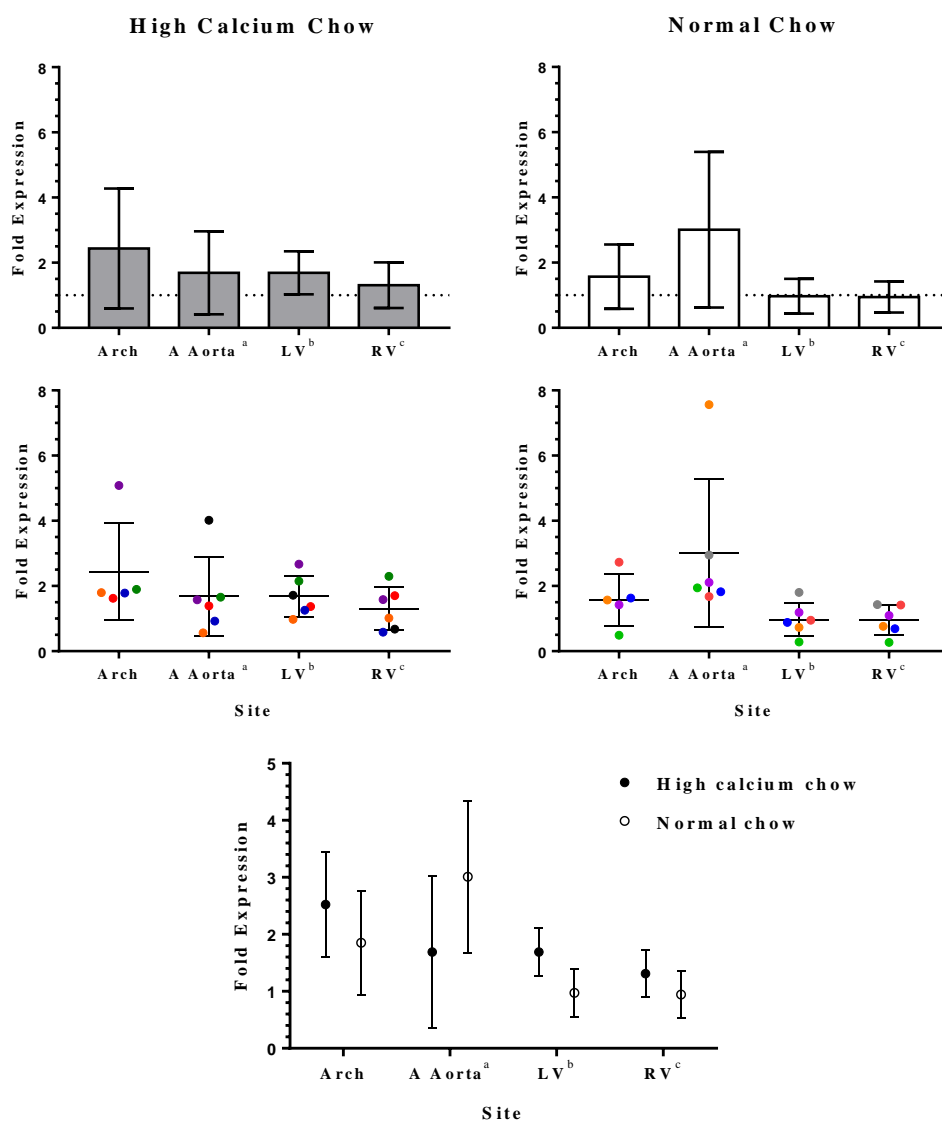 High Calcium Chow
Normal Chow
Fold Expression
8
6
4
2
0
Arch A Aorta a LV b RV c
Fold Expression
8
6
4
2
0
Arch A Aorta a LV b RV c
Fold Expression
8
6
4
2
0
Arch A Aorta a LV b RV c
Site
Fold Expression
8
6
4
2
0
Arch A Aorta a LV b RV c
Site
Fold Expression
5
4
3
2
1
0
High calcium chow
Normal chow
Arch A Aorta a LV b RV c
Site